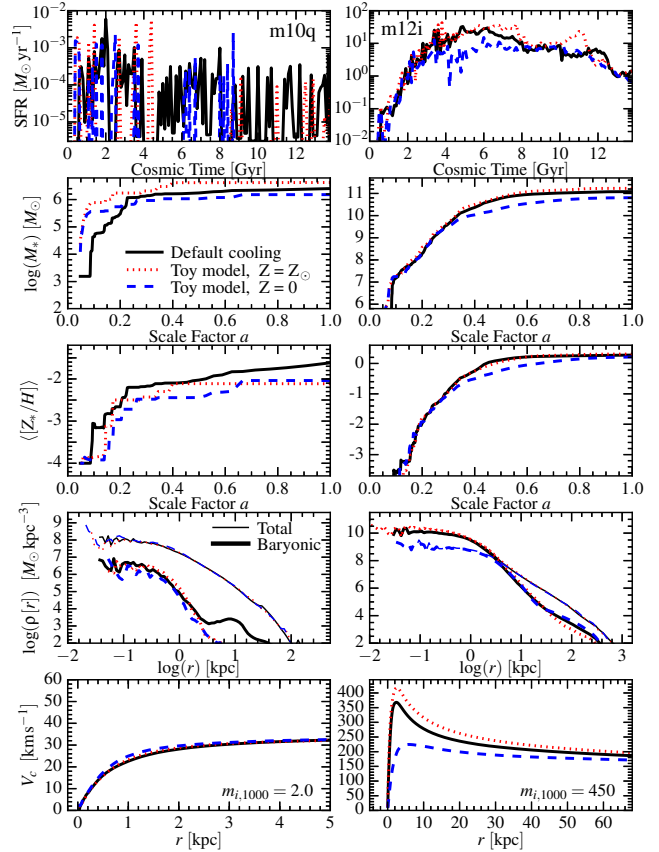 m10q
m12i
SFR [M⊙ yr⁻¹]
10⁻² 10⁻³ 10⁻⁴ 10⁻⁵
10² 10¹ 10⁰ 10⁻¹ 10⁻²
0 2 4 6 8 10 12
0 2 4 6 8 10 12
Cosmic Time [Gyr]
Cosmic Time [Gyr]
log(M*) [M⊙]
6 5 4 3 2
11 10 9 8 7 6
Default cooling
Toy model, Z = Z⊙
Toy model, Z = 0
0.0 0.2 0.4 0.6 0.8 1.0
0.0 0.2 0.4 0.6 0.8 1.0
Scale Factor a
Scale Factor a
⟨[Z*/H]⟩
-2 -3 -4
0 -1 -2 -3
0.0 0.2 0.4 0.6 0.8 1.0
0.0 0.2 0.4 0.6 0.8 1.0
Scale Factor a
Scale Factor a
log(ρ[r]) [M⊙ kpc⁻³]
9 8 7 6 5 4 3 2
10 8 6 4 2
Total
Baryonic
−2 −1 0 1 2
−2 −1 0 1 2 3
log(r) [kpc]
log(r) [kpc]
V_c [km s⁻¹]
60 50 40 30 20 10 0
400 350 300 250 200 150 100 50 0
m_{i,1000} = 2.0
m_{i,1000} = 450
0 1 2 3 4 5
0 10 20 30 40 50 60
r [kpc]
r [kpc]